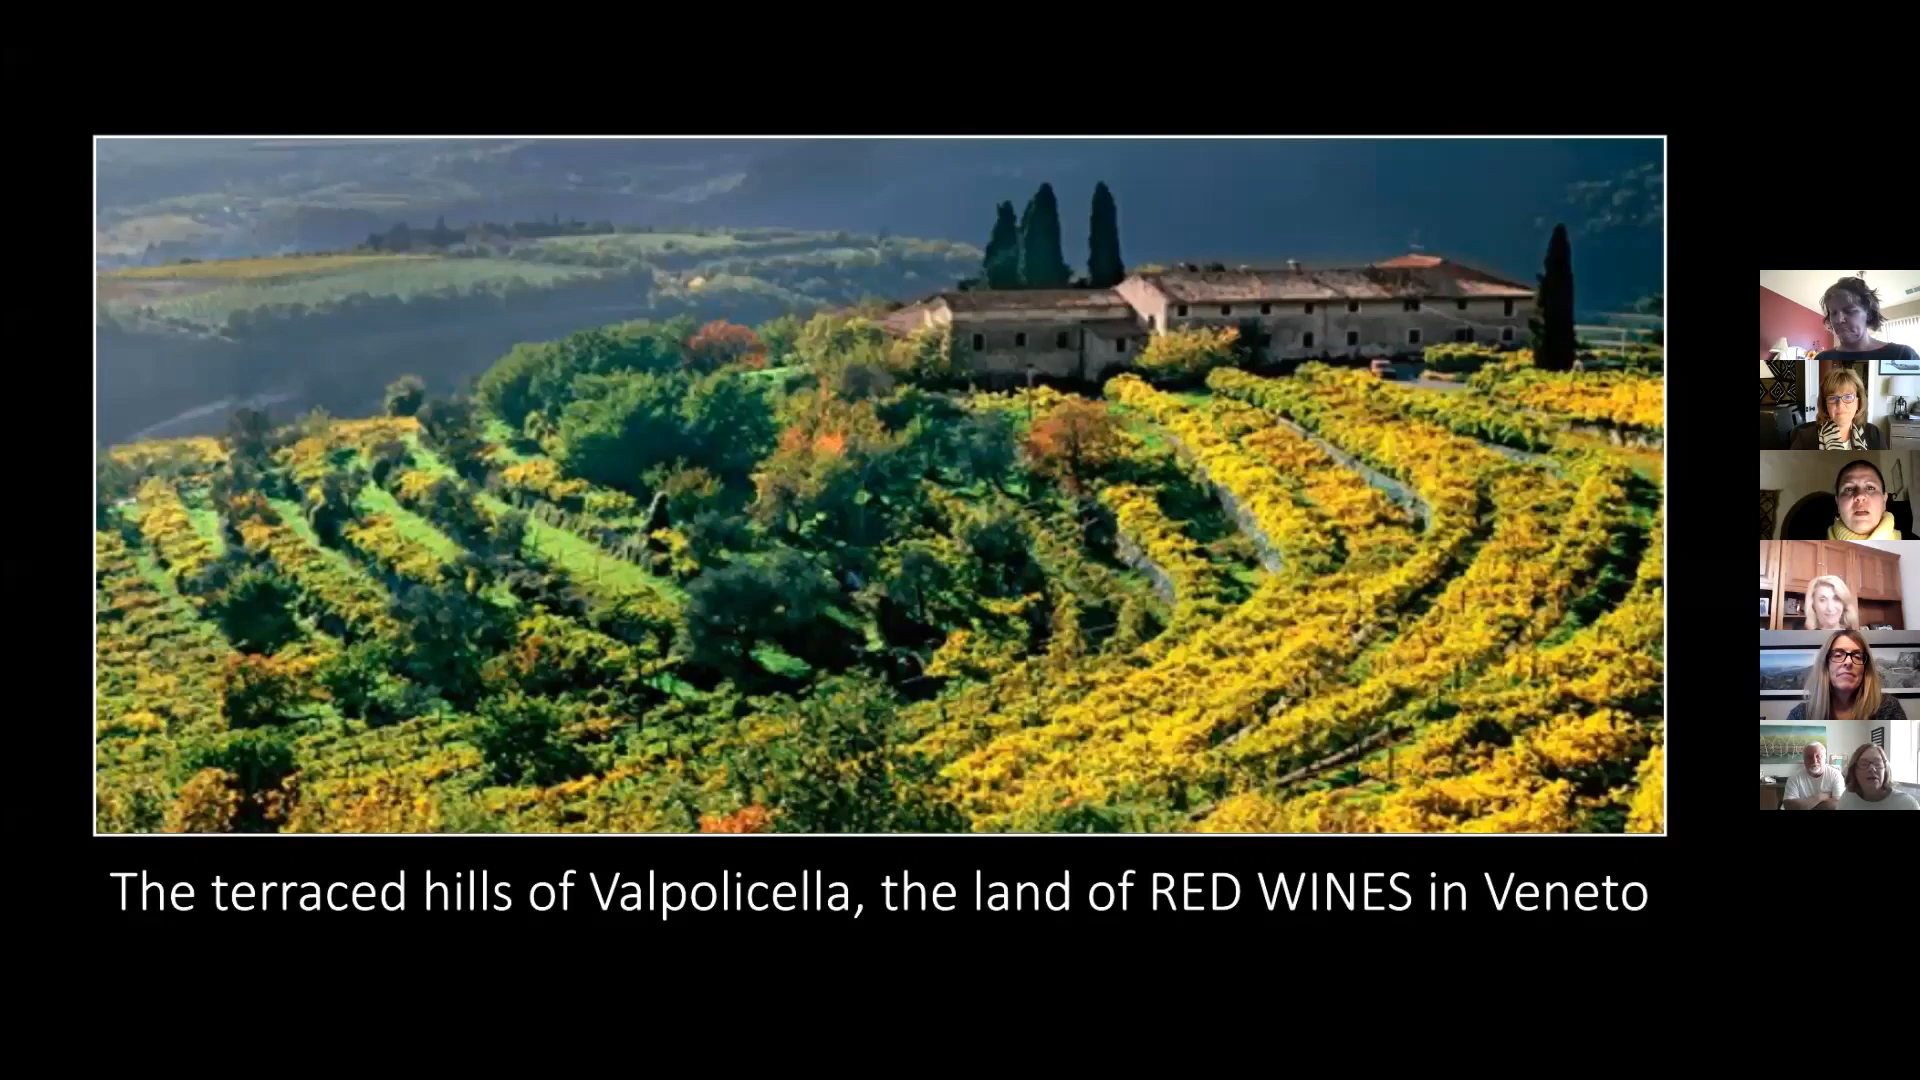 The terraced hills of Valpolicella, the land of RED WINES in Veneto